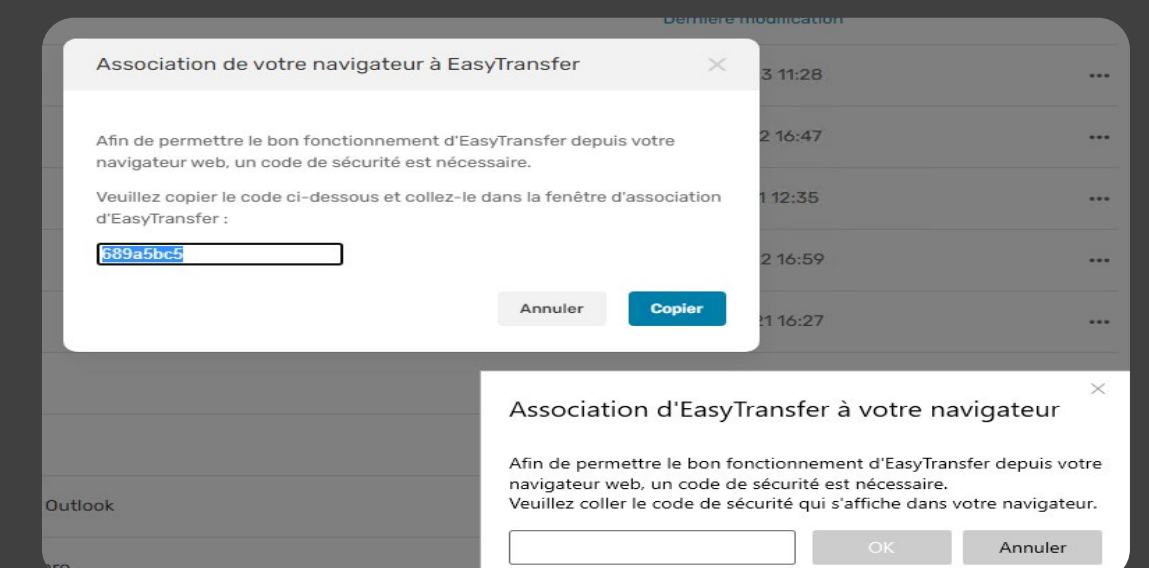 Dernière modification
Association de votre navigateur à EasyTransfer
3 11:28
Afin de permettre le bon fonctionnement d'EasyTransfer depuis votre
navigateur web, un code de sécurité est nécessaire.
2 16:47
Veuillez copier le code ci-dessous et collez-le dans la fenêtre d'association
d'EasyTransfer :
1 12:35
689a5bc5
2 16:59
Annuler
Copier
21 16:27
Association d'EasyTransfer à votre navigateur
Afin de permettre le bon fonctionnement d'EasyTransfer depuis votre
navigateur web, un code de sécurité est nécessaire.
Veuillez coller le code de sécurité qui s'affiche dans votre navigateur.
Outlook
OK
Annuler